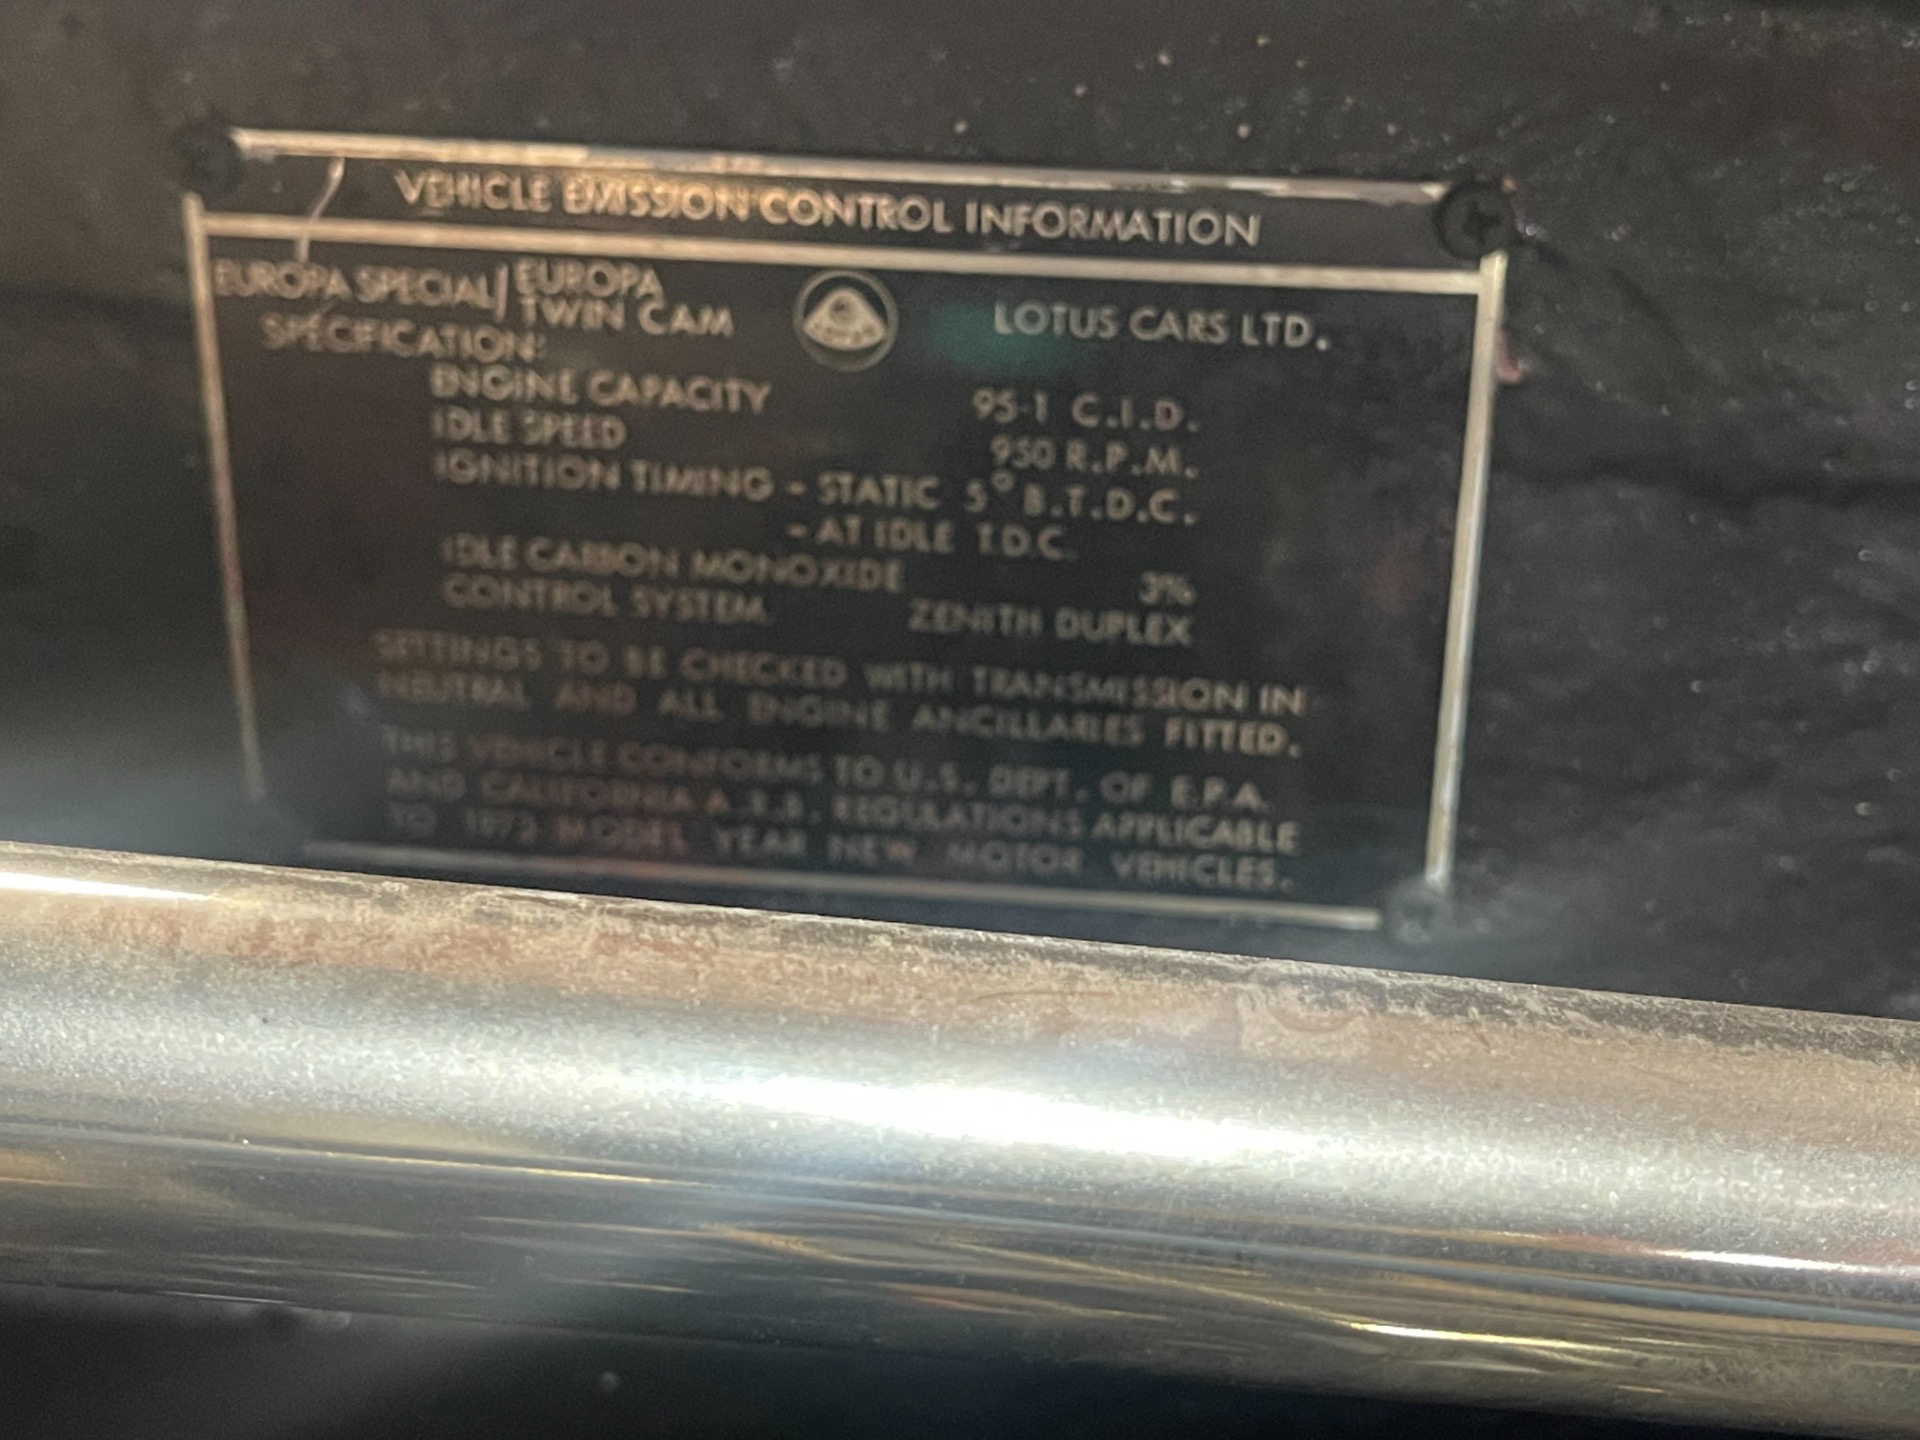 VEHICLE EMISSION CONTROL INFORMATION
EUROPA SPECIAL/ EUROPA TWIN CAM
LOTUS CARS LTD.
SPECIFICATION:
ENGINE CAPACITY 95·1 C.I.D.
IDLE SPEED 950 R.P.M.
IGNITION TIMING - STATIC 5° B.T.D.C.
- AT IDLE T.D.C.
IDLE CARBON MONOXIDE 3%
CONTROL SYSTEM ZENITH DUPLEX
SETTINGS TO BE CHECKED WITH TRANSMISSION IN
NEUTRAL AND ALL ENGINE ANCILLARIES FITTED.
THIS VEHICLE CONFORMS TO U.S. DEPT. OF E.P.A.
AND CALIFORNIA A.R.B. REGULATIONS APPLICABLE
TO 1973 MODEL YEAR NEW MOTOR VEHICLES.